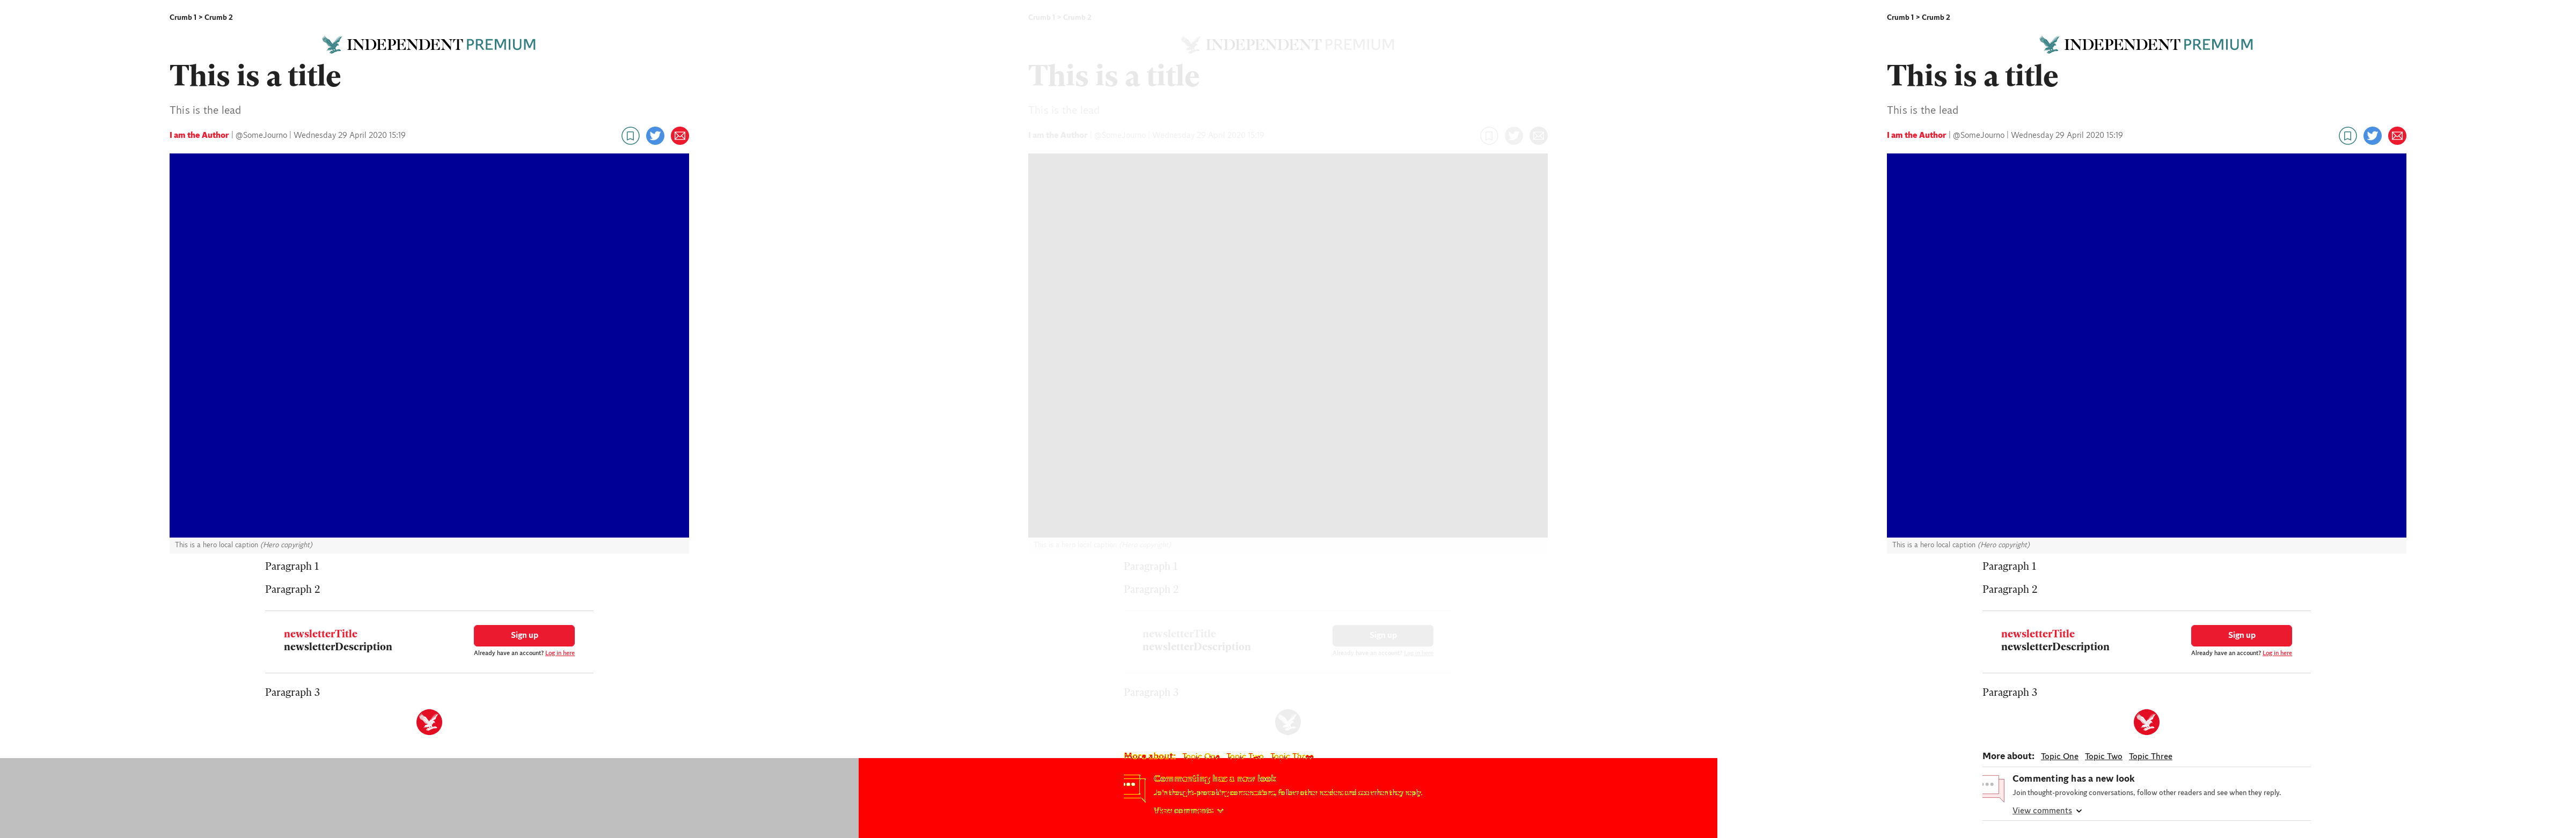 Crumb 1 > Crumb 2
INDEPENDENT PREMIUM
This is a title
This is the lead
I am the Author | @SomeJourno | Wednesday 29 April 2020 15:19
This is a hero local caption (Hero copyright)
Paragraph 1
Paragraph 2
newsletterTitle
newsletterDescription
Sign up
Already have an account? Log in here
Paragraph 3
Crumb 1 > Crumb 2
INDEPENDENT PREMIUM
This is a title
This is the lead
I am the Author | @SomeJourno | Wednesday 29 April 2020 15:19
This is a hero local caption (Hero copyright)
Paragraph 1
Paragraph 2
newsletterTitle
newsletterDescription
Sign up
Already have an account? Log in here
Paragraph 3
More about: Topic One Topic Two Topic Three
Commenting has a new look
Join thought-provoking conversations, follow other readers and see when they reply.
View comments
Crumb 1 > Crumb 2
INDEPENDENT PREMIUM
This is a title
This is the lead
I am the Author | @SomeJourno | Wednesday 29 April 2020 15:19
This is a hero local caption (Hero copyright)
Paragraph 1
Paragraph 2
newsletterTitle
newsletterDescription
Sign up
Already have an account? Log in here
Paragraph 3
More about: Topic One Topic Two Topic Three
Commenting has a new look
Join thought-provoking conversations, follow other readers and see when they reply.
View comments